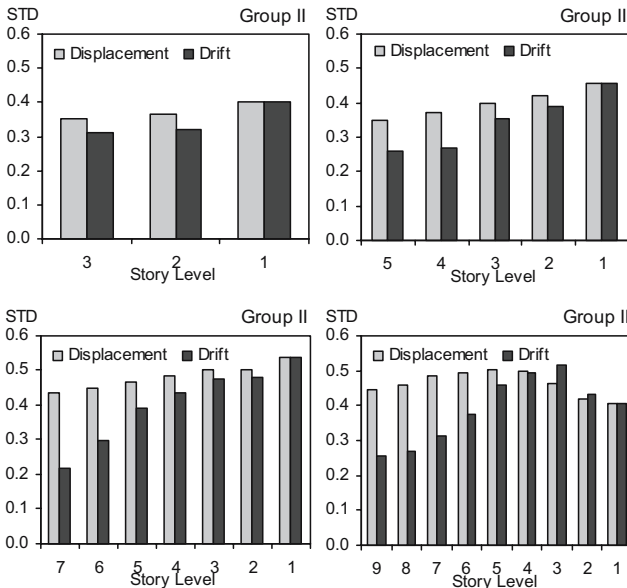 STD Group II
0.6
Displacement Drift
0.5
0.4
0.3
0.2
0.1
0.0
3 2 1
Story Level
STD Group II
0.6
Displacement Drift
0.5
0.4
0.3
0.2
0.1
0.0
5 4 3 2 1
Story Level
STD Group II
0.6
Displacement Drift
0.5
0.4
0.3
0.2
0.1
0.0
7 6 5 4 3 2 1
Story Level
STD Group II
0.6
Displacement Drift
0.5
0.4
0.3
0.2
0.1
0.0
9 8 7 6 5 4 3 2 1
Story Level